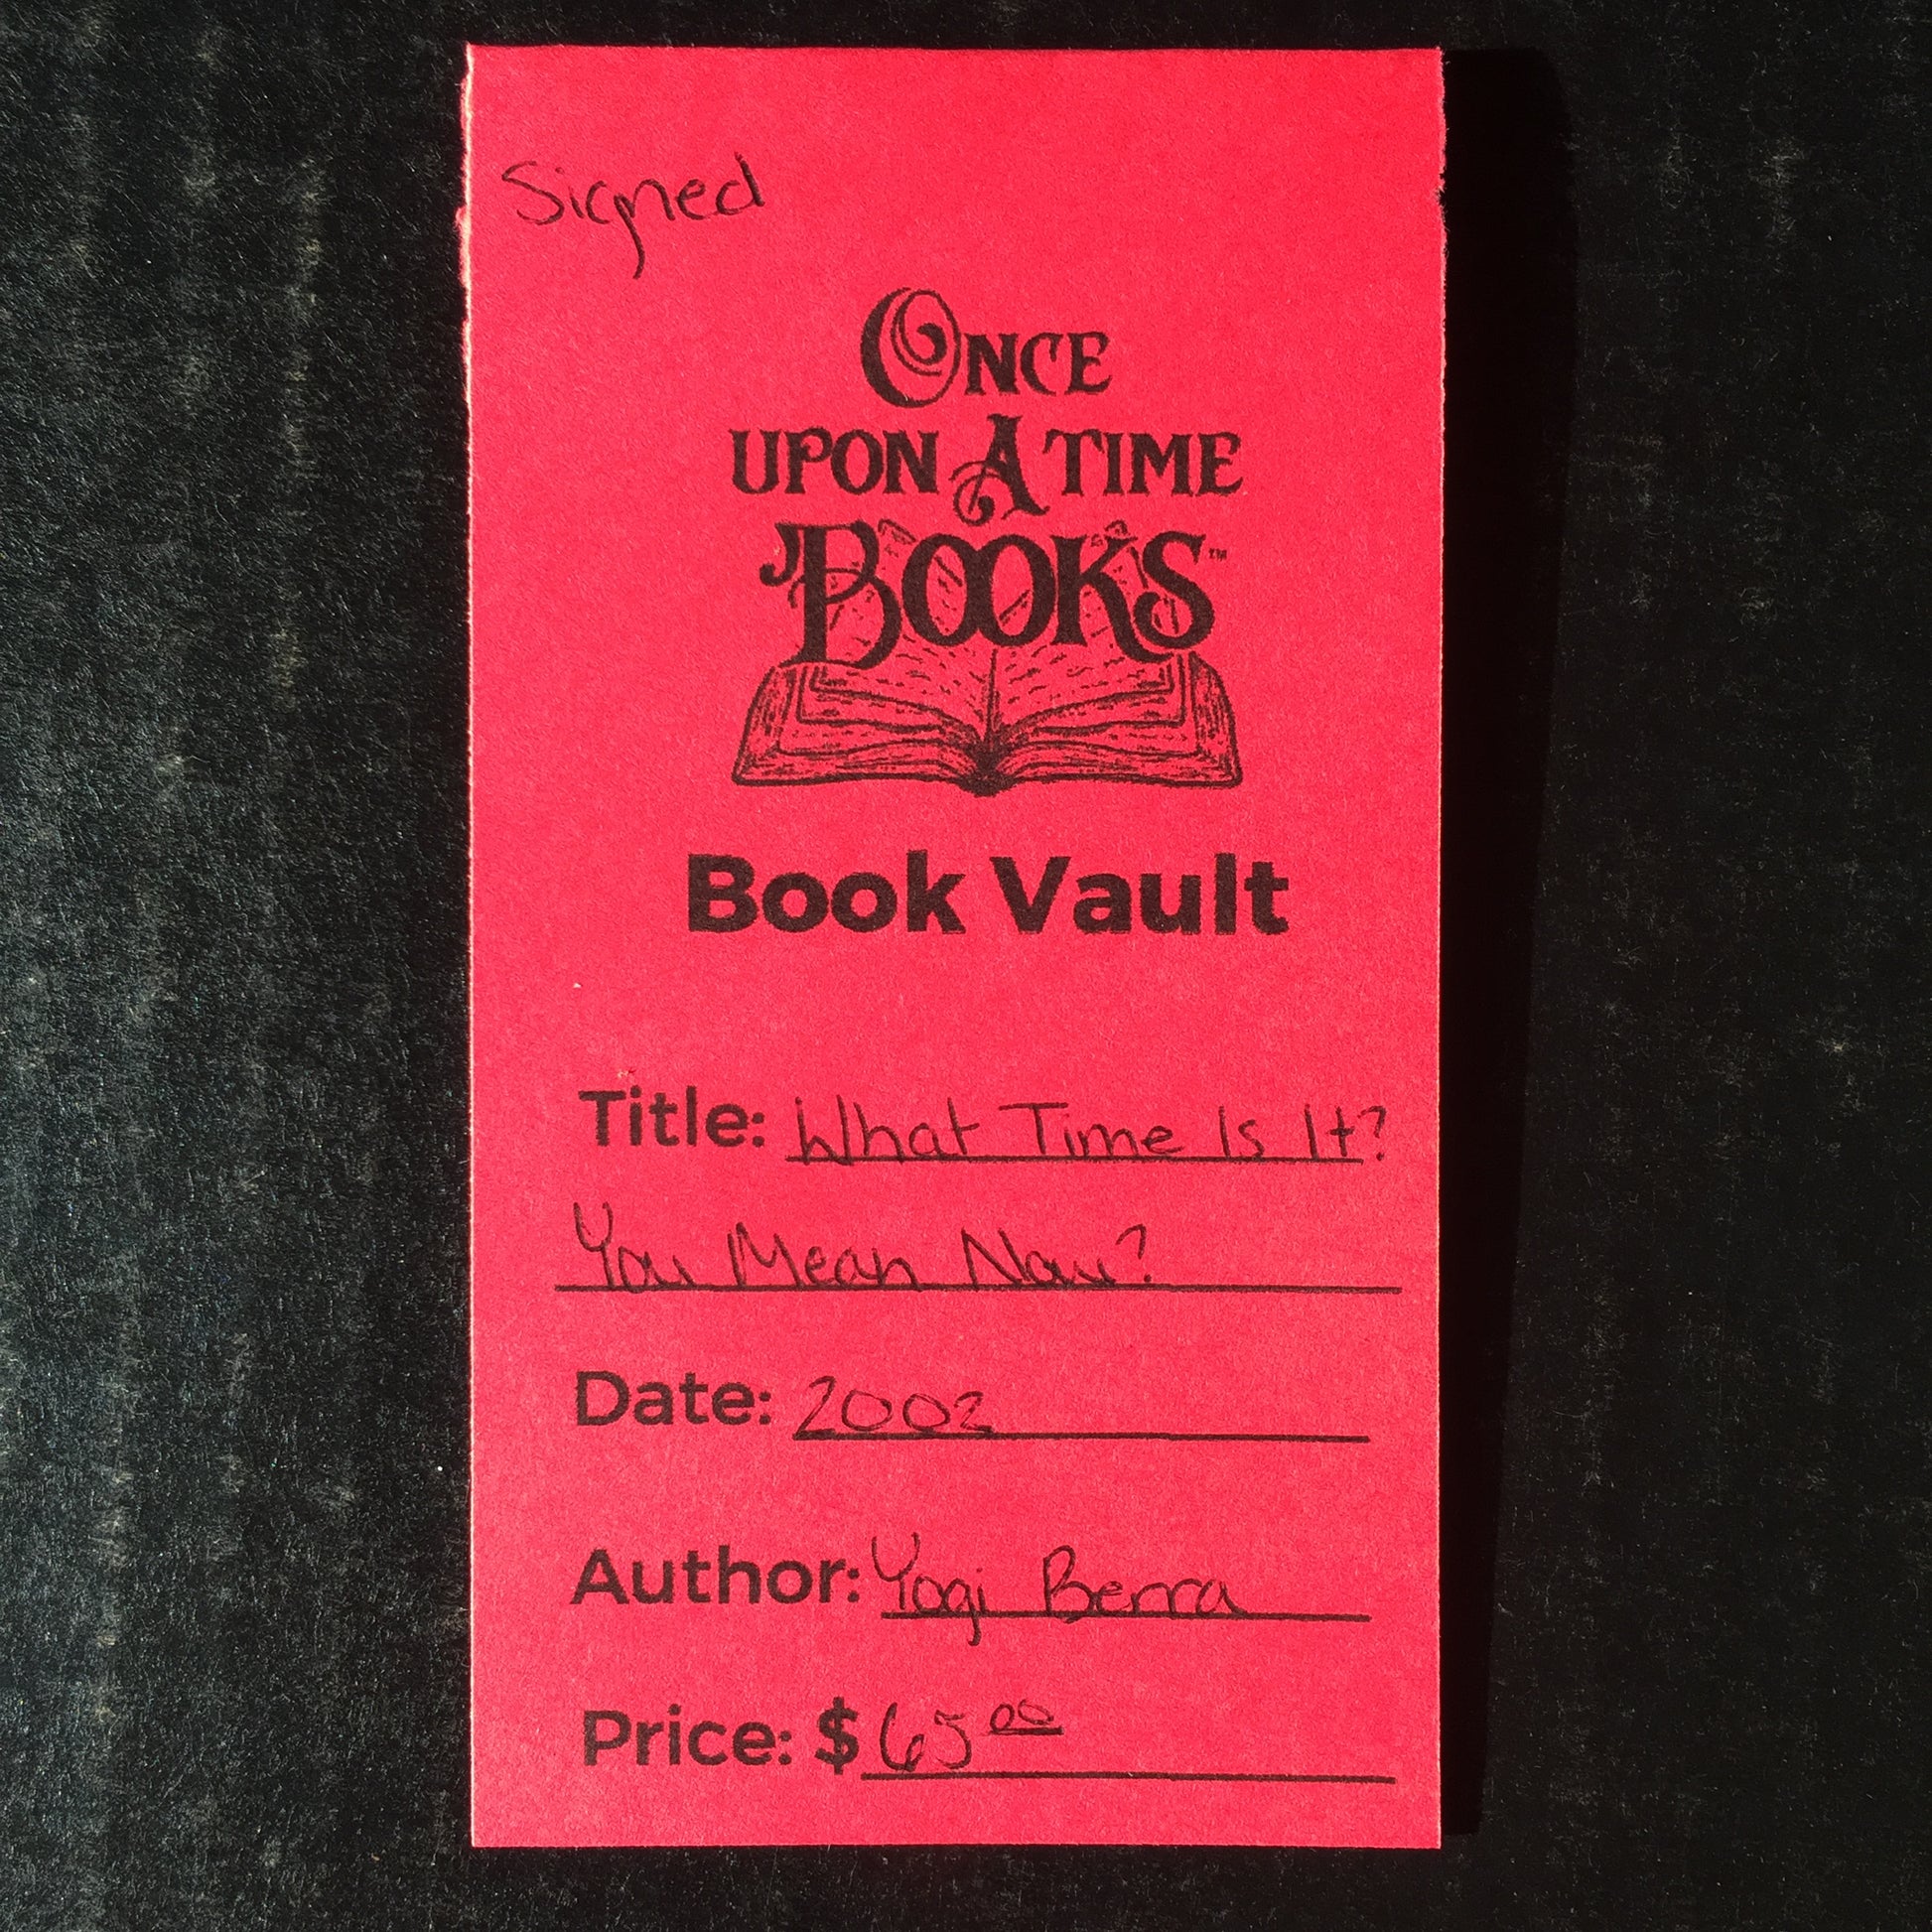 Signed
ONCE
UPON A TIME
BOOKS™
Book Vault
Title: What Time Is It?
You Mean Now?
Date: 2002
Author: Yogi Berra
Price: $65.00